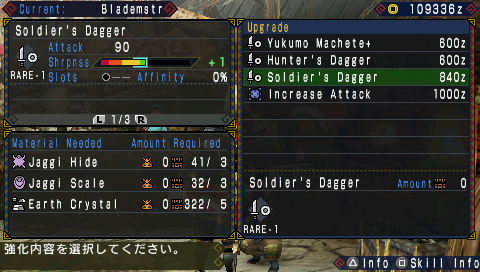 Current: Blademstr
109336z
Soldier's Dagger
Attack 90
Shrpnss +1
RARE-1 Slots ●–– Affinity 0%
L 1/3 R
Material Needed Amount Required
Jaggi Hide 0 41/ 3
Jaggi Scale 0 32/ 3
Earth Crystal 0 322/ 5
強化内容を選択してください。
Upgrade
Yukumo Machete+ 600z
Hunter's Dagger 600z
Soldier's Dagger 840z
Increase Attack 1000z
Soldier's Dagger Amount 0
RARE-1
△ Info □ Skill Info